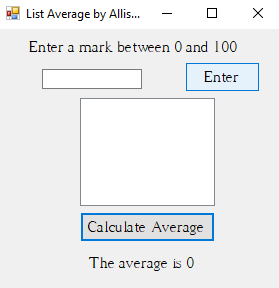 List Average by Allis...
Enter a mark between 0 and 100
Enter
Calculate Average
The average is 0